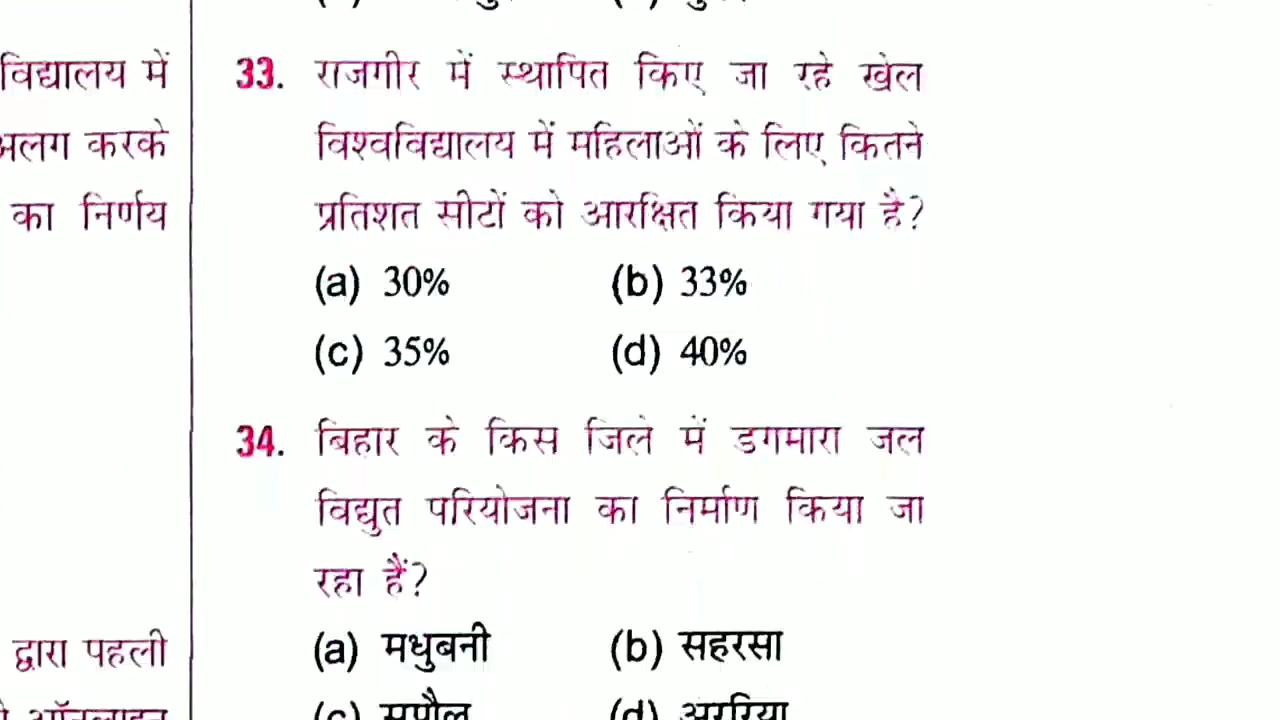 विद्यालय में
अलग करके
का निर्णय
द्वारा पहली
33. राजगीर में स्थापित किए जा रहे खेल
विश्वविद्यालय में महिलाओं के लिए कितने
प्रतिशत सीटों को आरक्षित किया गया है?
(a) 30% (b) 33%
(c) 35% (d) 40%
34. बिहार के किस जिले में डगमारा जल
विद्युत परियोजना का निर्माण किया जा
रहा हैं?
(a) मधुबनी (b) सहरसा
(c) सुपौल (d) अररिया